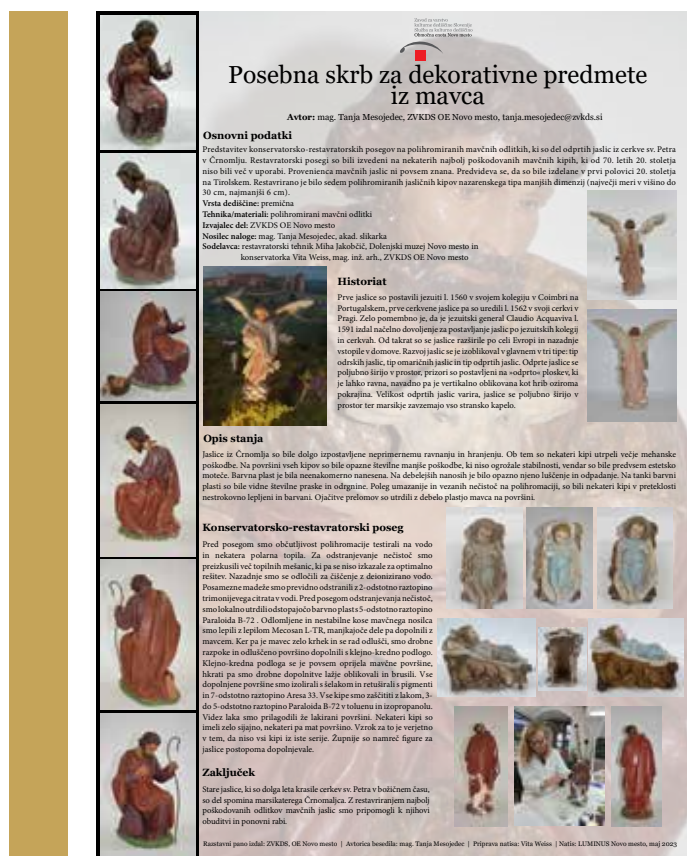 Zavod za varstvo
kulturne dediščine Slovenije
Služba za kulturno dediščino
Območna enota Novo mesto
Posebna skrb za dekorativne predmete
iz mavca
Avtor: mag. Tanja Mesojedec, ZVKDS OE Novo mesto, tanja.mesojedec@zvkds.si
Osnovni podatki
Predstavitev konservatorsko-restavratorskih posegov na polihromiranih mavčnih odlitkih, ki so del odprtih jaslic iz cerkve sv. Petra
v Črnomlju. Restavratorski posegi so bili izvedeni na nekaterih najbolj poškodovanih mavčnih kipih, ki od 70. letih 20. stoletja
niso bili več v uporabi. Provenienca mavčnih jaslic ni povsem znana. Predvideva se, da so bile izdelane v prvi polovici 20. stoletja
na Tirolskem. Restavrirano je bilo sedem polihromiranih jasličnih kipov nazarenskega tipa manjših dimenzij (največji meri v višino do
30 cm, najmanjši 6 cm).
Vrsta dediščine: premična
Tehnika/materiali: polihromirani mavčni odlitki
Izvajalec del: ZVKDS OE Novo mesto
Nosilec naloge: mag. Tanja Mesojedec, akad. slikarka
Sodelavca: restavratorski tehnik Miha Jakobčič, Dolenjski muzej Novo mesto in
konservatorka Vita Weiss, mag. inž. arh., ZVKDS OE Novo mesto
Historiat
Prve jaslice so postavili jezuiti l. 1560 v svojem kolegiju v Coimbri na
Portugalskem, prve cerkvene jaslice pa so uredili l. 1562 v svoji cerkvi v
Pragi. Zelo pomembno je, da je jezuitski general Claudio Acquaviva l.
1591 izdal načelno dovoljenje za postavljanje jaslic po jezuitskih kolegij
in cerkvah. Od takrat so se jaslice razširile po celi Evropi in nazadnje
vstopile v domove. Razvoj jaslic se je izoblikoval v glavnem v tri tipe: tip
odrskih jaslic, tip omaričnih jaslic in tip odprtih jaslic. Odprte jaslice se
poljubno širijo v prostor, prizori so postavljeni na »odprto« ploskev, ki
je lahko ravna, navadno pa je vertikalno oblikovana kot hrib oziroma
pokrajina. Velikost odprtih jaslic varira, jaslice se poljubno širijo v
prostor ter marsikje zavzemajo vso stransko kapelo.
Opis stanja
Jaslice iz Črnomlja so bile dolgo izpostavljene neprimernemu ravnanju in hranjenju. Ob tem so nekateri kipi utrpeli večje mehanske
poškodbe. Na površini vseh kipov so bile opazne številne manjše poškodbe, ki niso ogrožale stabilnosti, vendar so bile predvsem estetsko
moteče. Barvna plast je bila neenakomerno nanesena. Na debelejših nanosih je bilo opazno njeno luščenje in odpadanje. Na tanki barvni
plasti so bile vidne številne praske in odrgnine. Poleg umazanije in vezanih nečistoč na polihromaciji, so bili nekateri kipi v preteklosti
nestrokovno lepljeni in barvani. Ojačitve prelomov so utrdili z debelo plastjo mavca na površini.
Konservatorsko-restavratorski poseg
Pred posegom smo občutljivost polihromacije testirali na vodo
in nekatera polarna topila. Za odstranjevanje nečistoč smo
preizkusili več topilnih mešanic, ki pa se niso izkazale za optimalno
rešitev. Nazadnje smo se odločili za čiščenje z deionizirano vodo.
Posamezne madeže smo previdno odstranili z 2-odstotno raztopino
trimonijevega citrata v vodi. Pred posegom odstranjevanja nečistoč,
smo lokalno utrdili odstopajočo barvno plast s 5-odstotno raztopino
Paraloida B-72 . Odlomljene in nestabilne kose mavčnega nosilca
smo lepili z lepilom Mecosan L-TR, manjkajoče dele pa dopolnili z
mavcem. Ker pa je mavec zelo krhek in se rad odlušči, smo drobne
razpoke in odluščeno površino dopolnili s klejno-kredno podlogo.
Klejno-kredna podloga se je povsem oprijela mavčne površine,
hkrati pa smo drobne dopolnitve lažje oblikovali in brusili. Vse
dopolnjene površine smo izolirali s šelakom in retuširali s pigmenti
in 7-odstotno raztopino Aresa 33. Vse kipe smo zaščitili z lakom, 3-
do 5-odstotno raztopino Paraloida B-72 v toluenu in izopropanolu.
Videz laka smo prilagodili že lakirani površini. Nekateri kipi so
imeli zelo sijajno, nekateri pa mat površino. Vzrok za to je verjetno
v tem, da niso vsi kipi iz iste serije. Župnije so namreč figure za
jaslice postopoma dopolnjevale.
Zaključek
Stare jaslice, ki so dolga leta krasile cerkev sv. Petra v božičnem času,
so del spomina marsikaterega Črnomaljca. Z restavriranjem najbolj
poškodovanih odlitkov mavčnih jaslic smo pripomogli k njihovi
obuditvi in ponovni rabi.
Razstavni pano izdal: ZVKDS, OE Novo mesto | Avtorica besedila: mag. Tanja Mesojedec | Priprava natisa: Vita Weiss | Natis: LUMINUS Novo mesto, maj 2023